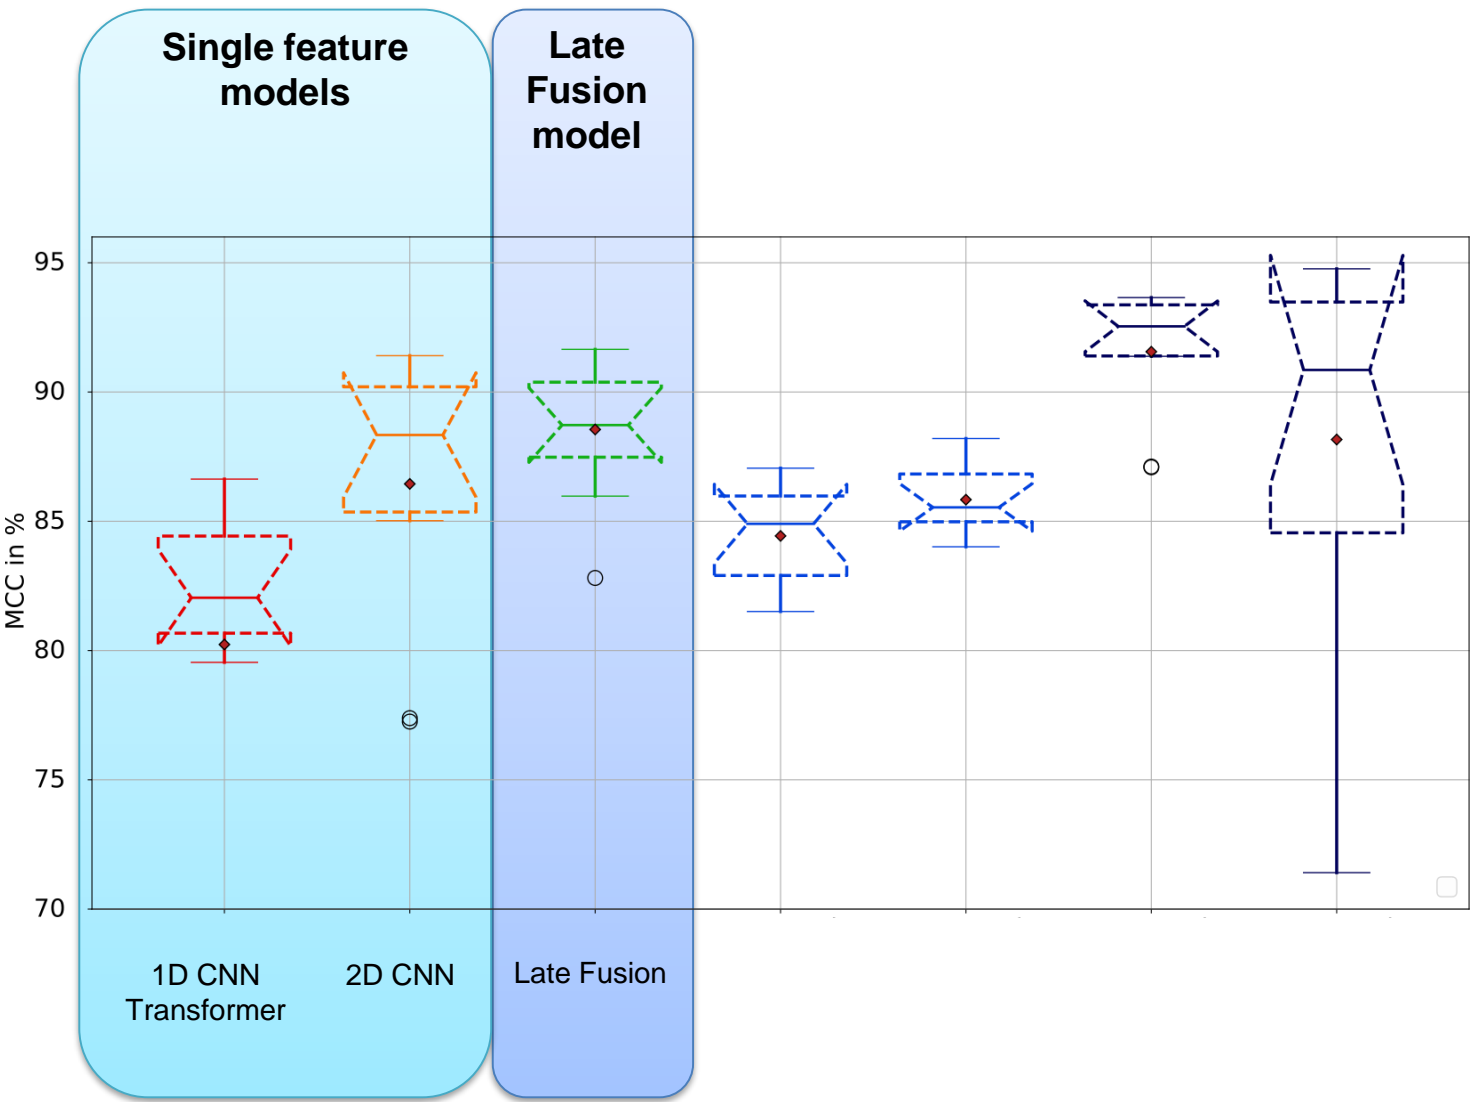 Single feature
models
Late
Fusion
model
MCC in %
95
90
85
80
75
70
1D CNN
Transformer
2D CNN
Late Fusion